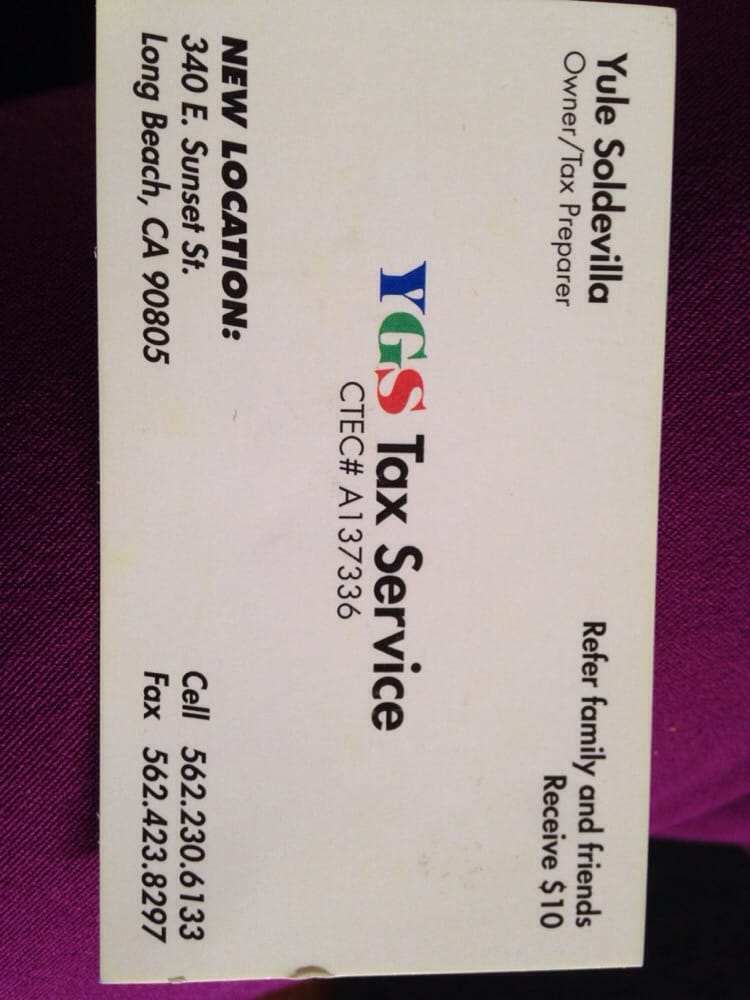 Yule Soldevilla
Owner/Tax Preparer
Refer family and friends
Receive $10
YGS Tax Service
CTEC# A137336
NEW LOCATION:
340 E. Sunset St.
Long Beach, CA 90805
Cell 562.230.6133
Fax 562.423.8297